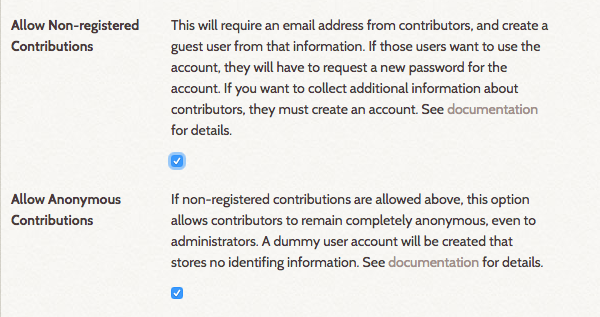 Allow Non-registered
Contributions
This will require an email address from contributors, and create a
guest user from that information. If those users want to use the
account, they will have to request a new password for the
account. If you want to collect additional information about
contributors, they must create an account. See documentation
for details.
Allow Anonymous
Contributions
If non-registered contributions are allowed above, this option
allows contributors to remain completely anonymous, even to
administrators. A dummy user account will be created that
stores no identifing information. See documentation for details.